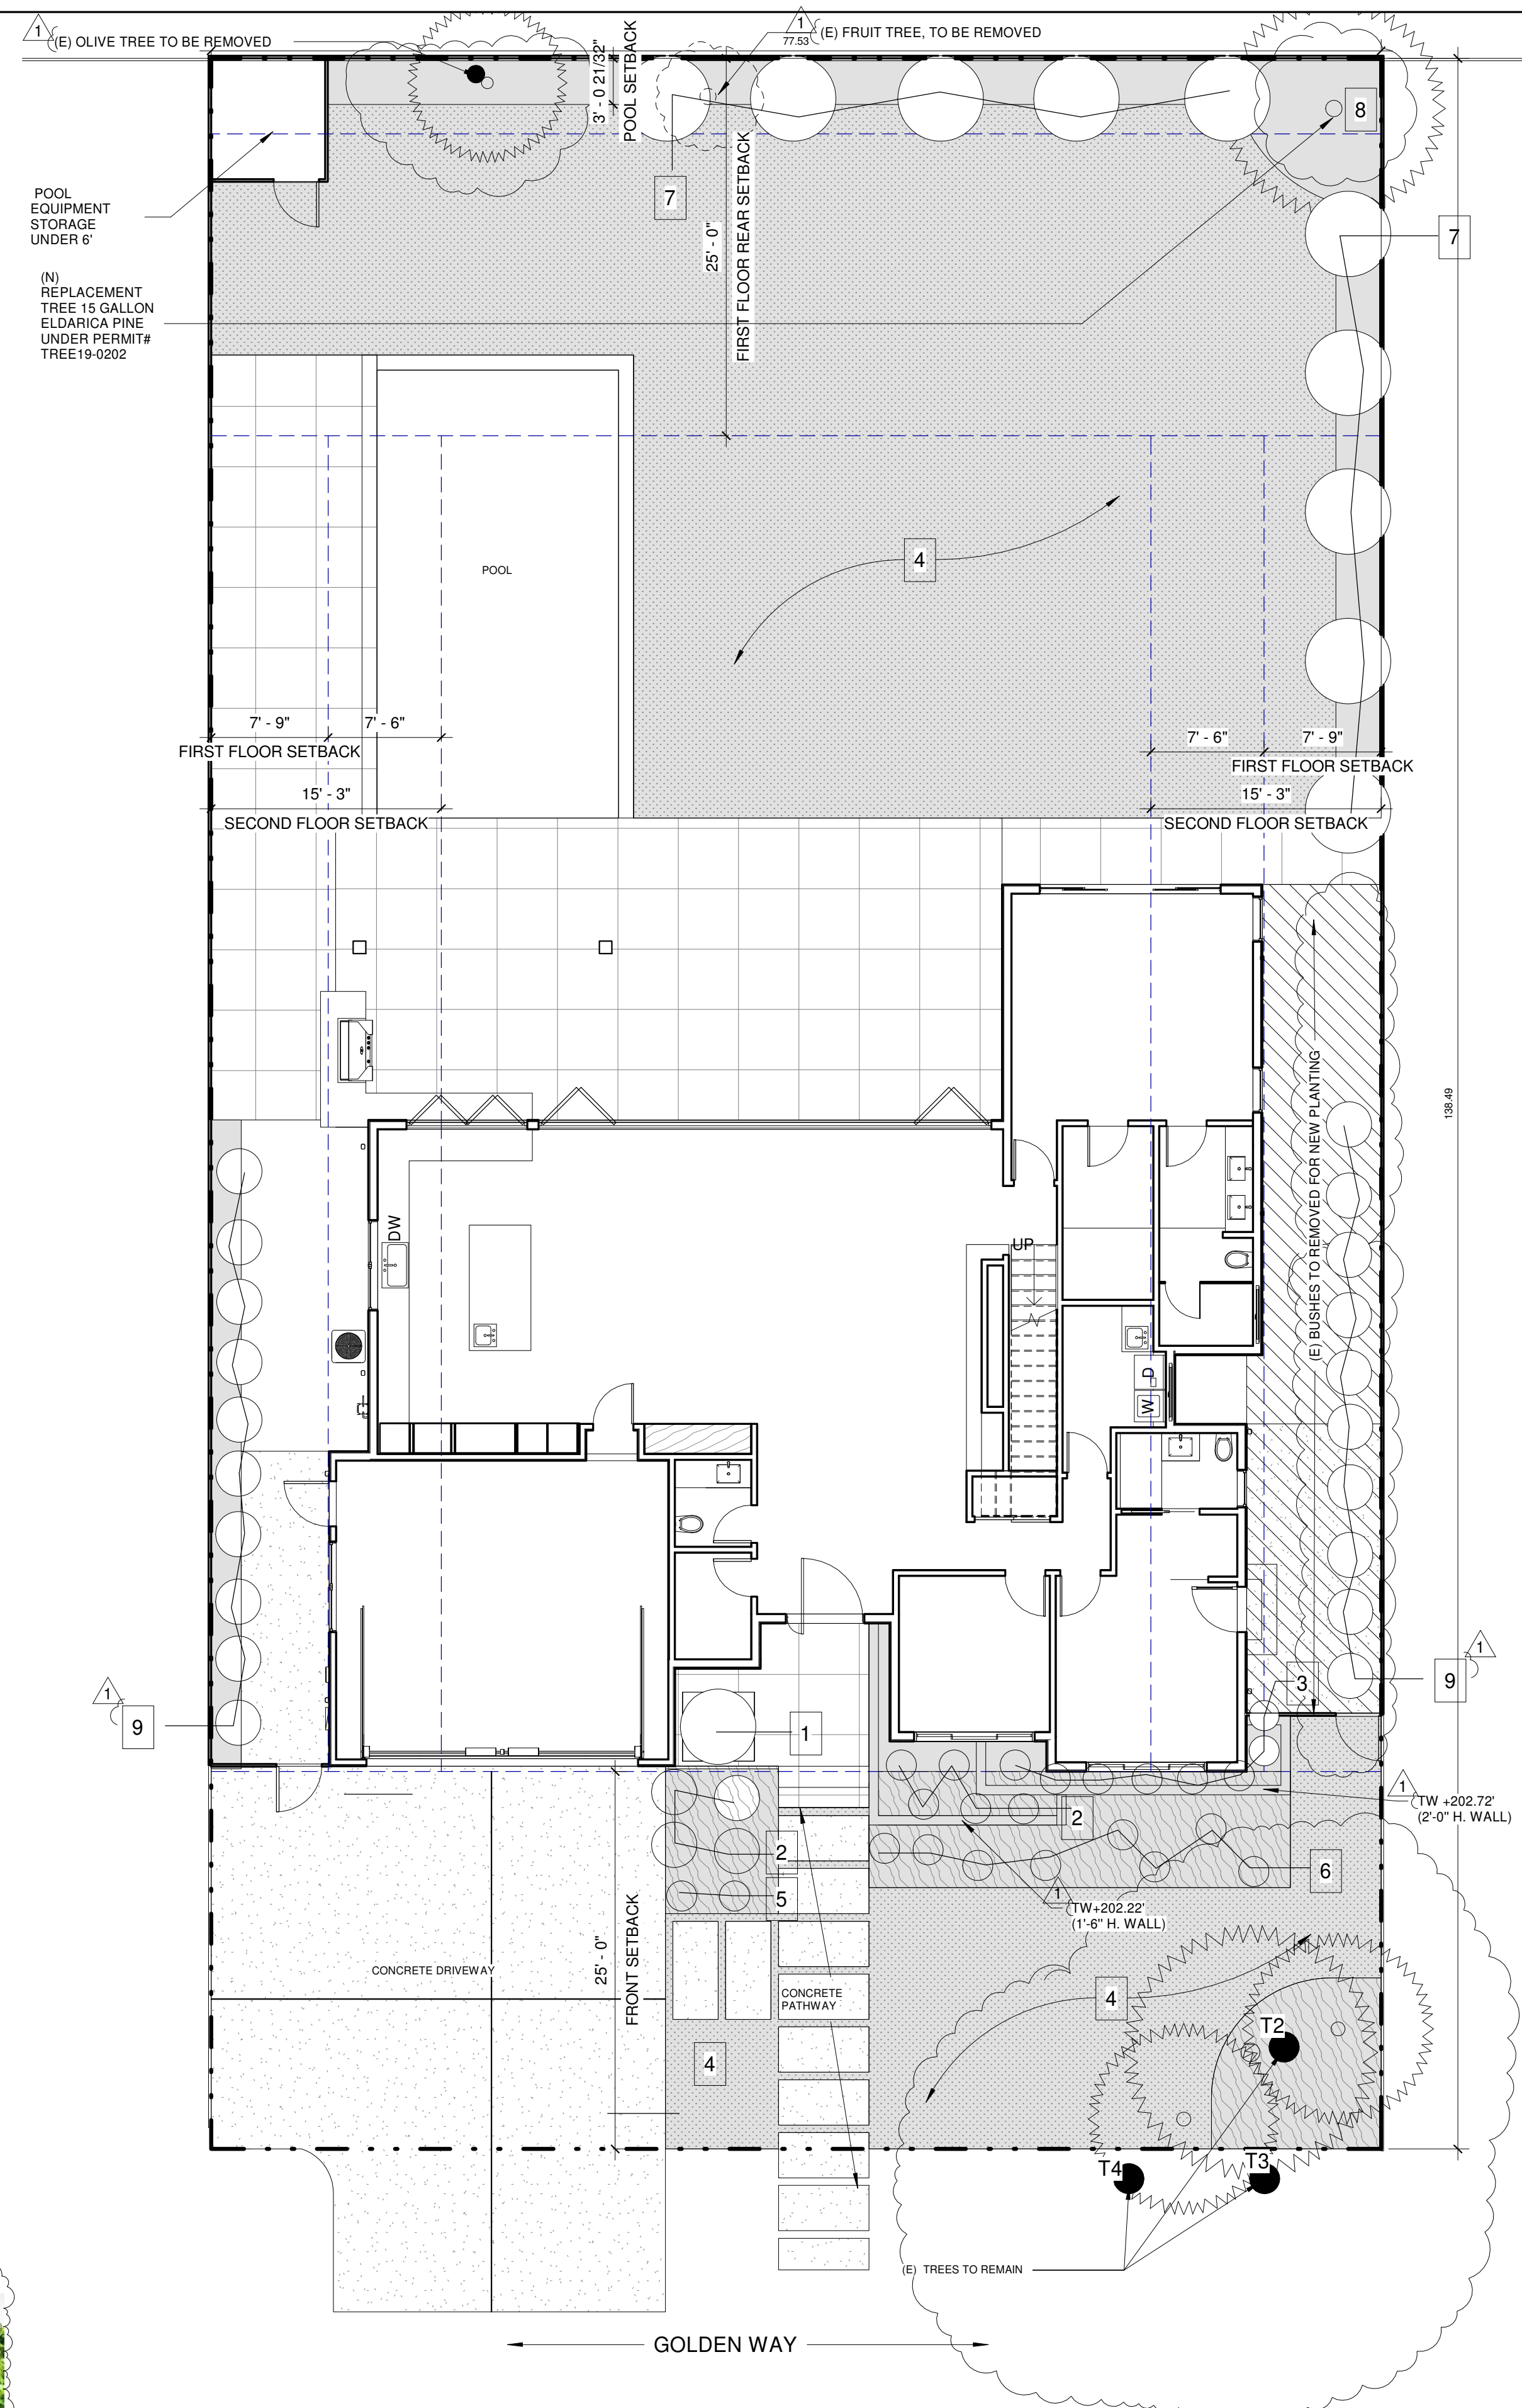 1
(E) OLIVE TREE TO BE REMOVED
1
77.53
(E) FRUIT TREE, TO BE REMOVED
3' - 0 21/32"
POOL SETBACK
8
7
25' - 0"
FIRST FLOOR REAR SETBACK
7
POOL
EQUIPMENT
STORAGE
UNDER 6'
(N)
REPLACEMENT
TREE 15 GALLON
ELDARICA PINE
UNDER PERMIT#
TREE19-0202
4
POOL
7' - 9"
7' - 6"
FIRST FLOOR SETBACK
15' - 3"
SECOND FLOOR SETBACK
7' - 6"
7' - 9"
FIRST FLOOR SETBACK
15' - 3"
SECOND FLOOR SETBACK
138.49
(E) BUSHES TO REMOVED FOR NEW PLANTING
DW
UP
D
W
1
9
1
3
9
1
1
2
2
5
1
TW +202.72'
(2'-0" H. WALL)
6
1
TW+202.22'
(1'-6" H. WALL)
25' - 0"
FRONT SETBACK
CONCRETE DRIVEWAY
CONCRETE
PATHWAY
4
4
T2
T4
T3
(E) TREES TO REMAIN
GOLDEN WAY